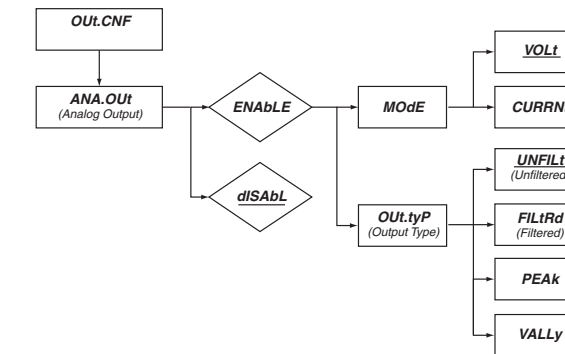 OUt.CNF
VOLt
ANA.OUt
(Analog Output)
ENAbLE
MOdE
CURRN
UNFILt
(Unfiltered
dISAbL
OUt.tyP
(Output Type)
FILtRd
(Filtered)
PEAk
VALLy